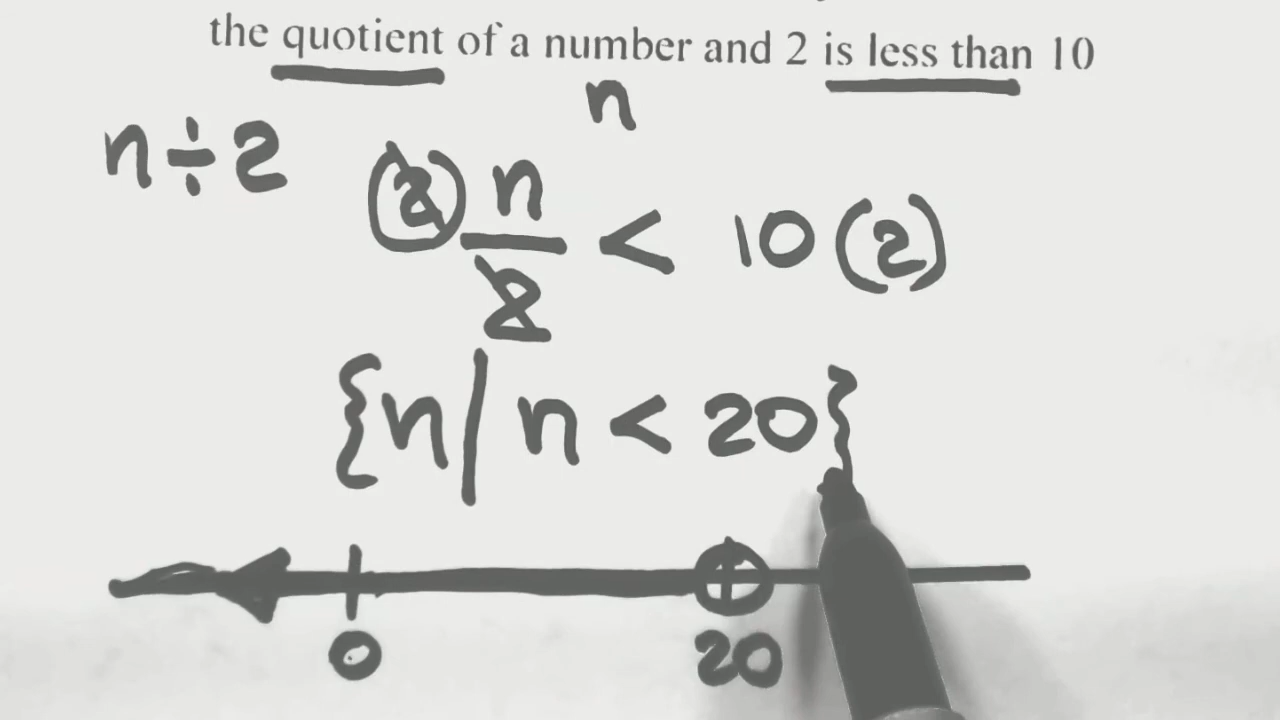 the quotient of a number and 2 is less than 10
n
n÷2
(2) n/2 < 10 (2)
{n | n < 20}
0 20